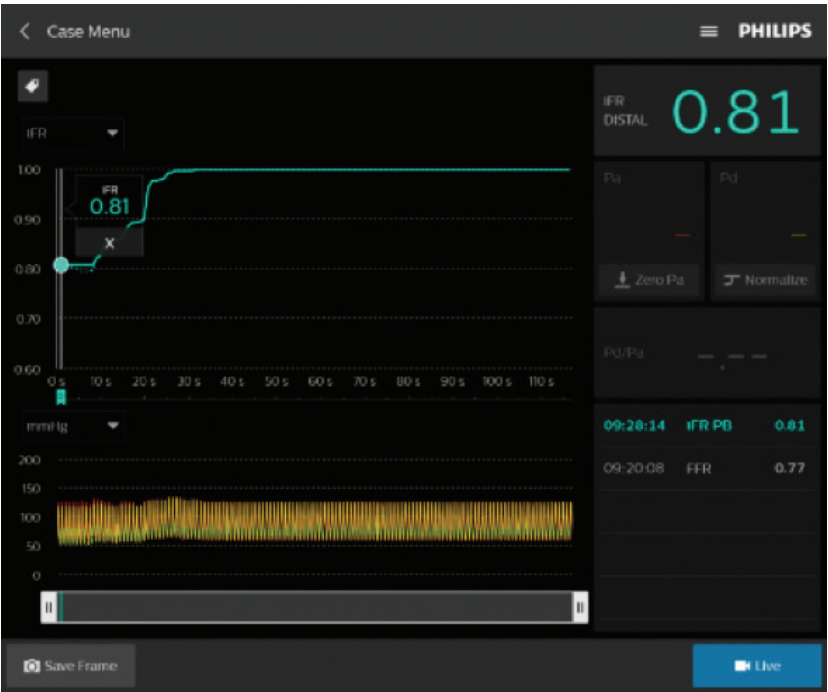 Case Menu
PHILIPS
iFR
iFR
DISTAL
0.81
1.00
0.90
0.80
0.70
0.60
iFR
0.81
X
0 s 10 s 20 s 30 s 40 s 50 s 60 s 70 s 80 s 90 s 100 s 110 s
Pa
Pd
Zero Pa
Normalize
Pd/Pa
-.--
mmHg
200
150
100
50
0
09:28:14 iFR PB 0.81
09:20:08 FFR 0.77
Save Frame
Live